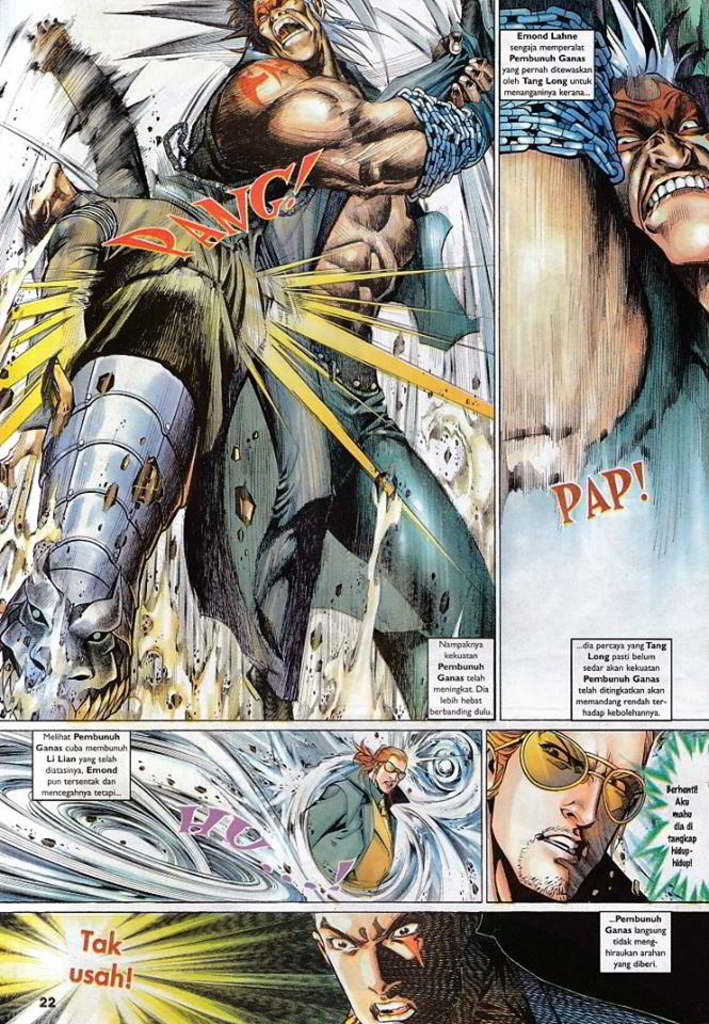 PANG!
Emond Lahne
sengaja memperalat
Pembunuh Ganas
yang pernah ditewaskan
oleh Tang Long untuk
menanganinya kerana...
PAP!
Nampaknya
kekuatan
Pembunuh
Ganas telah
meningkat. Dia
lebih hebat
berbanding dulu.
...dia percaya yang Tang
Long pasti belum
sedar akan kekuatan
Pembunuh Ganas
telah ditingkatkan akan
memandang rendah ter-
hadap kebolehannya.
Melihat Pembunuh
Ganas cuba membunuh
Li Lian yang telah
diatasinya, Emond
pun tersentak dan
mencegahnya tetapi...
HU.....!
Berhenti!
Aku
mahu
dia di
tangkap
hidup-
hidup!
Tak
usah!
...Pembunuh
Ganas langsung
tidak meng-
hiraukan arahan
yang diberi.
22